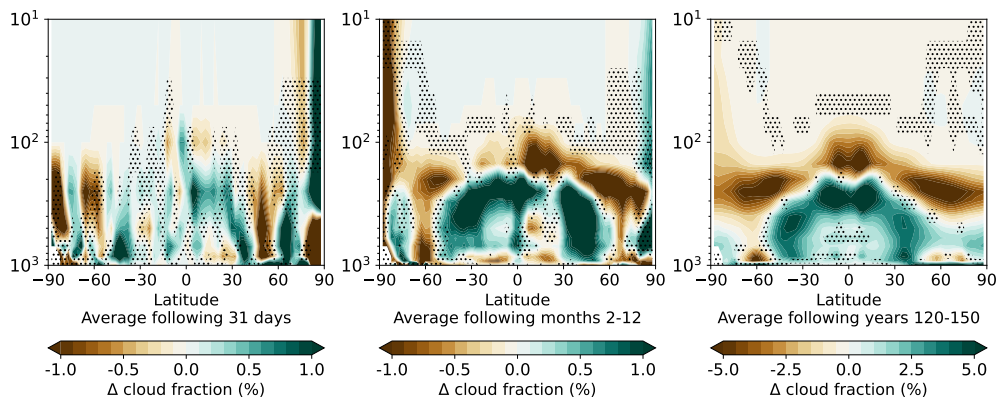 10¹
10²
10³
−90 −60 −30 0 30 60 90
Latitude
Average following 31 days
-1.0 -0.5 0.0 0.5 1.0
Δ cloud fraction (%)
10¹
10²
10³
−90 −60 −30 0 30 60 90
Latitude
Average following months 2-12
-1.0 -0.5 0.0 0.5 1.0
Δ cloud fraction (%)
10¹
10²
10³
−90 −60 −30 0 30 60 90
Latitude
Average following years 120-150
-5.0 -2.5 0.0 2.5 5.0
Δ cloud fraction (%)